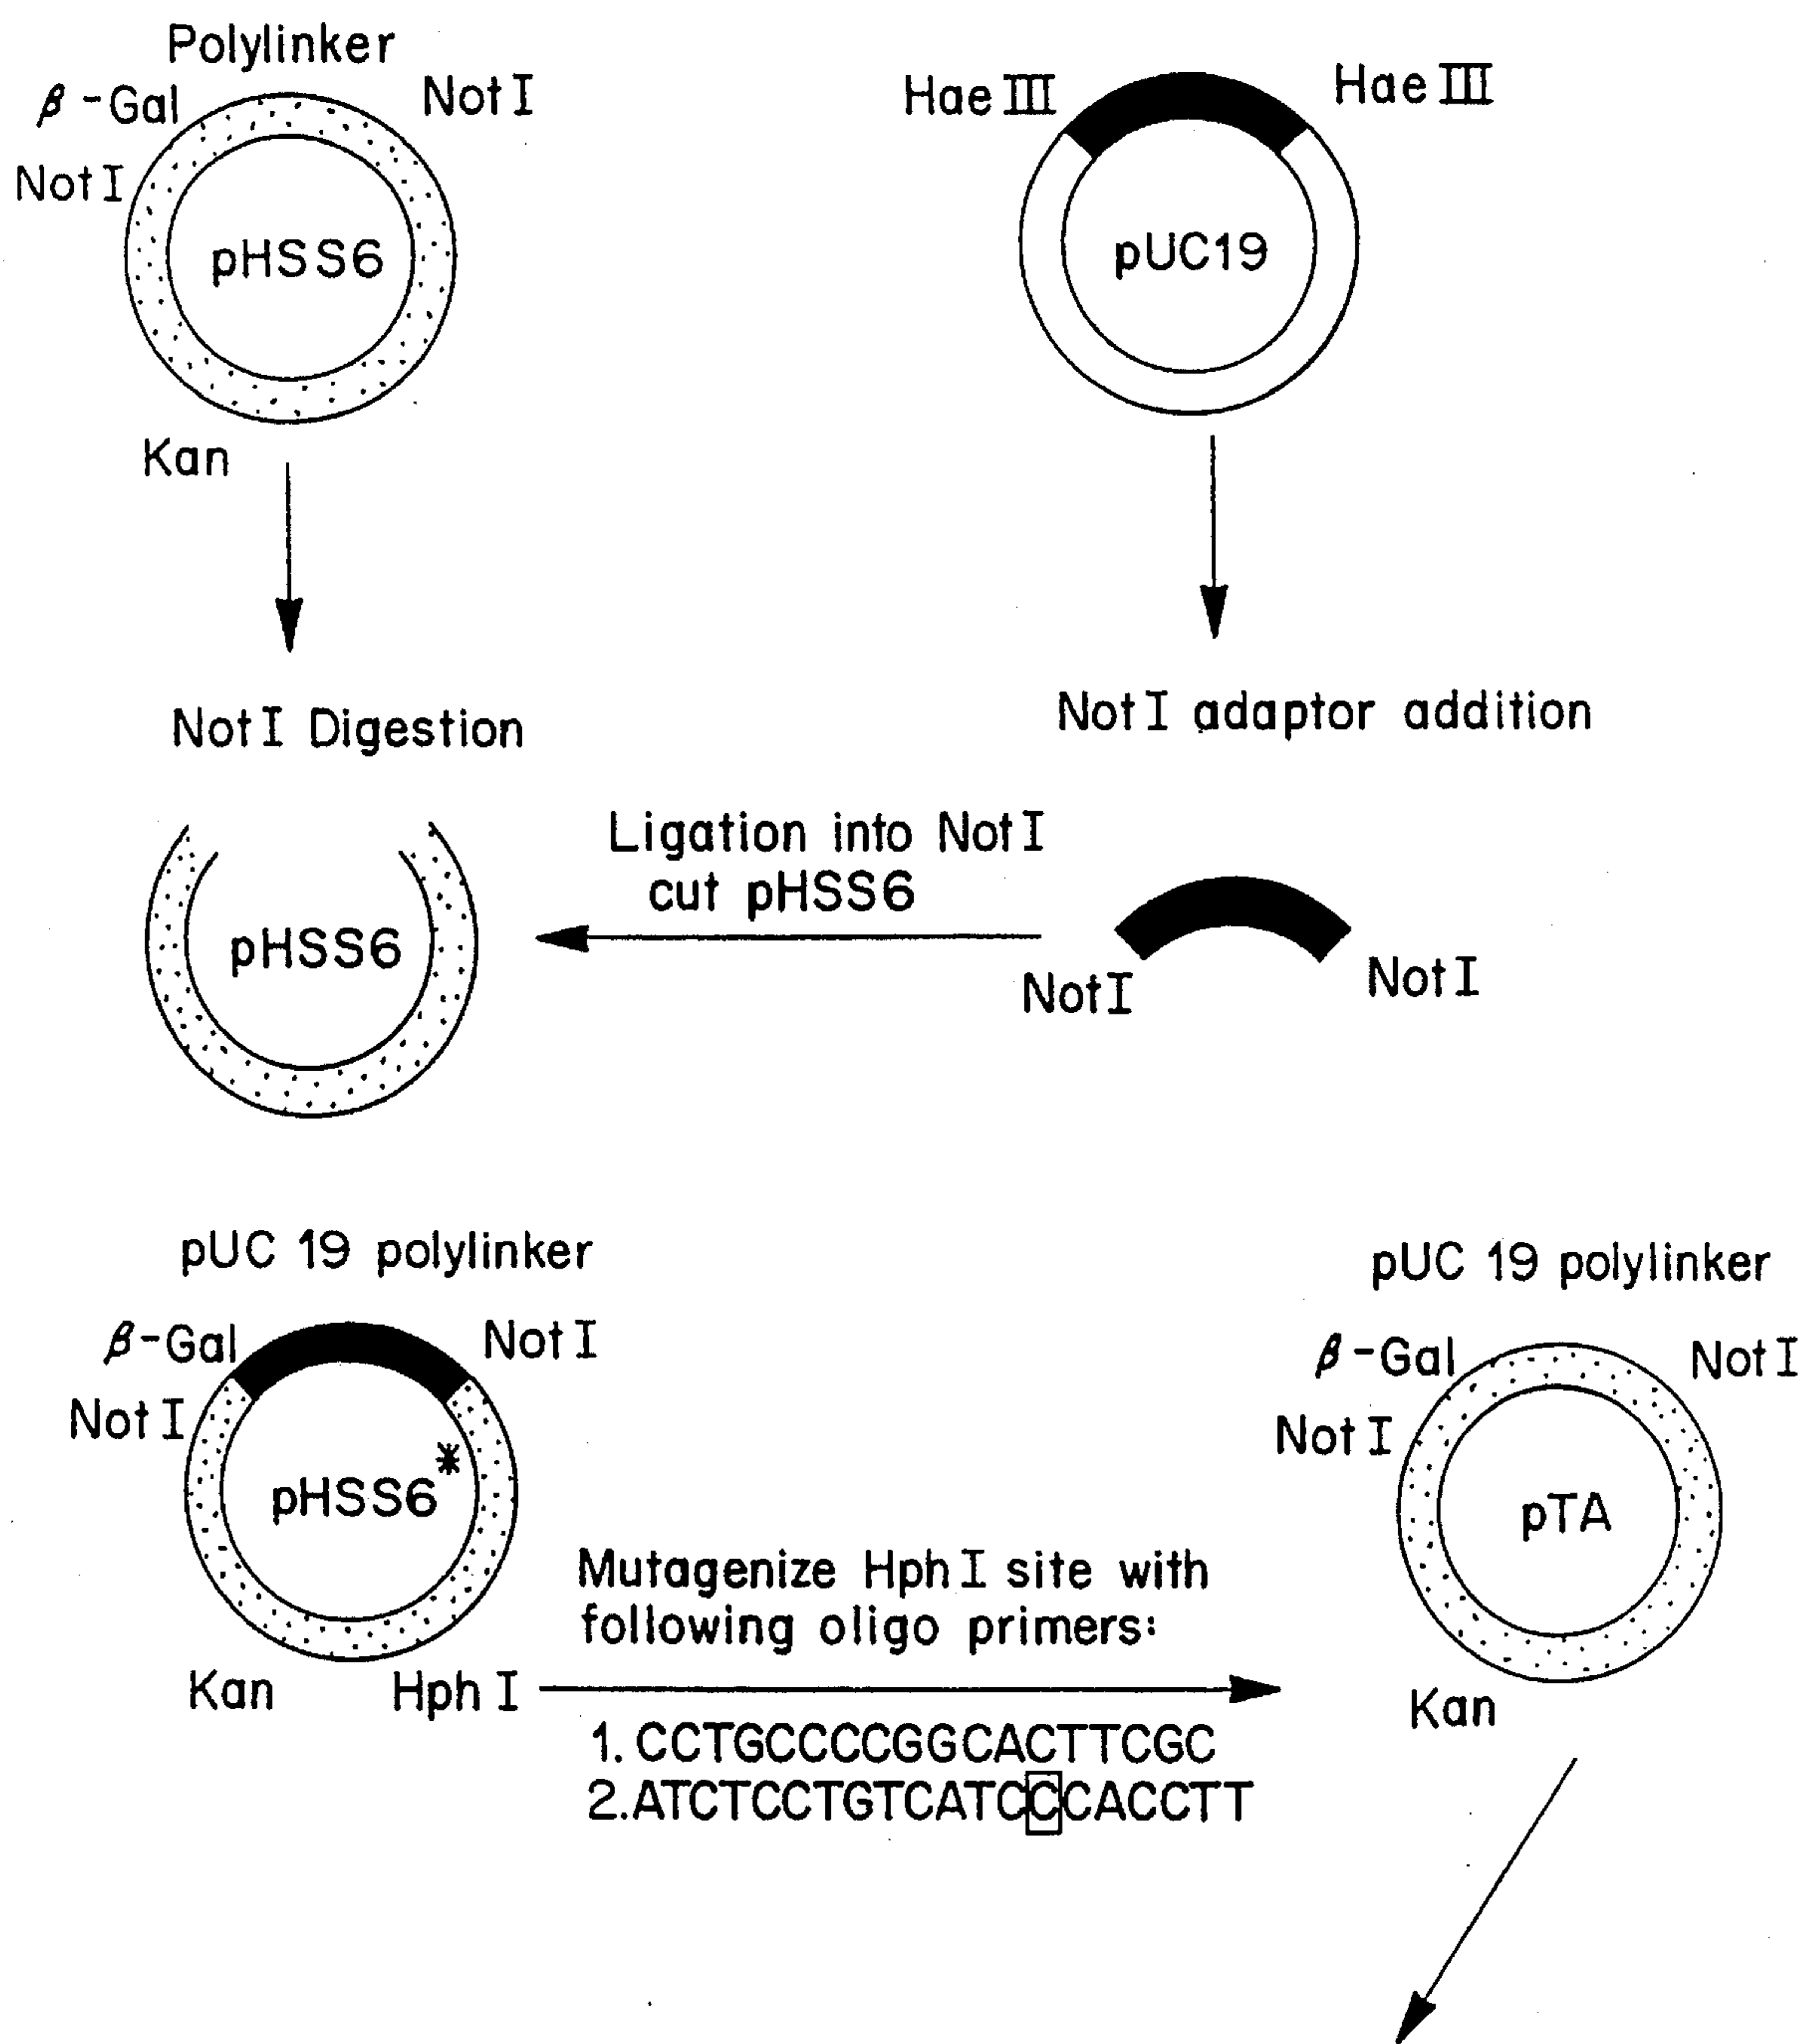 Polylinker
β-Gal
Not I
Not I
pHSS6
Kan
Hae III
Hae III
pUC19
Not I Digestion
Not I adaptor addition
Ligation into Not I
cut pHSS6
pHSS6
Not I
Not I
pUC 19 polylinker
β-Gal
Not I
Not I
pHSS6*
Kan
Hph I
Mutagenize Hph I site with
following oligo primers:
1. CCTGCCCCGGCACTTCGC
2. ATCTCCTGTCATCCCACCTT
pUC 19 polylinker
β-Gal
Not I
Not I
pTA
Kan